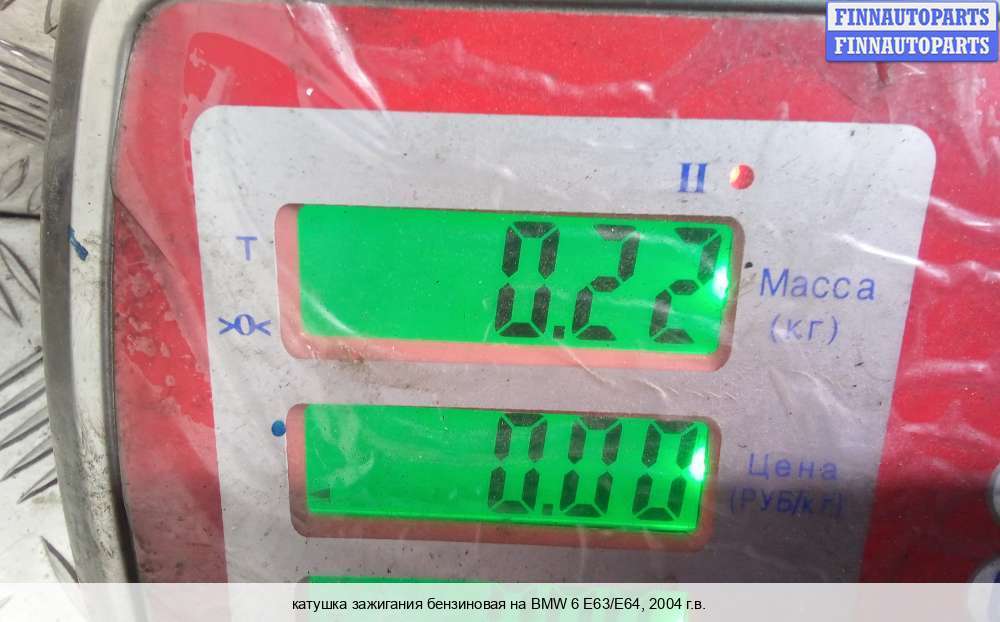 FINNAUTOPARTS
FINNAUTOPARTS
II
T
0.22
Масса
>0<
(кг)
0.00
Цена
(РУБ/кг)
катушка зажигания бензиновая на BMW 6 E63/E64, 2004 г.в.